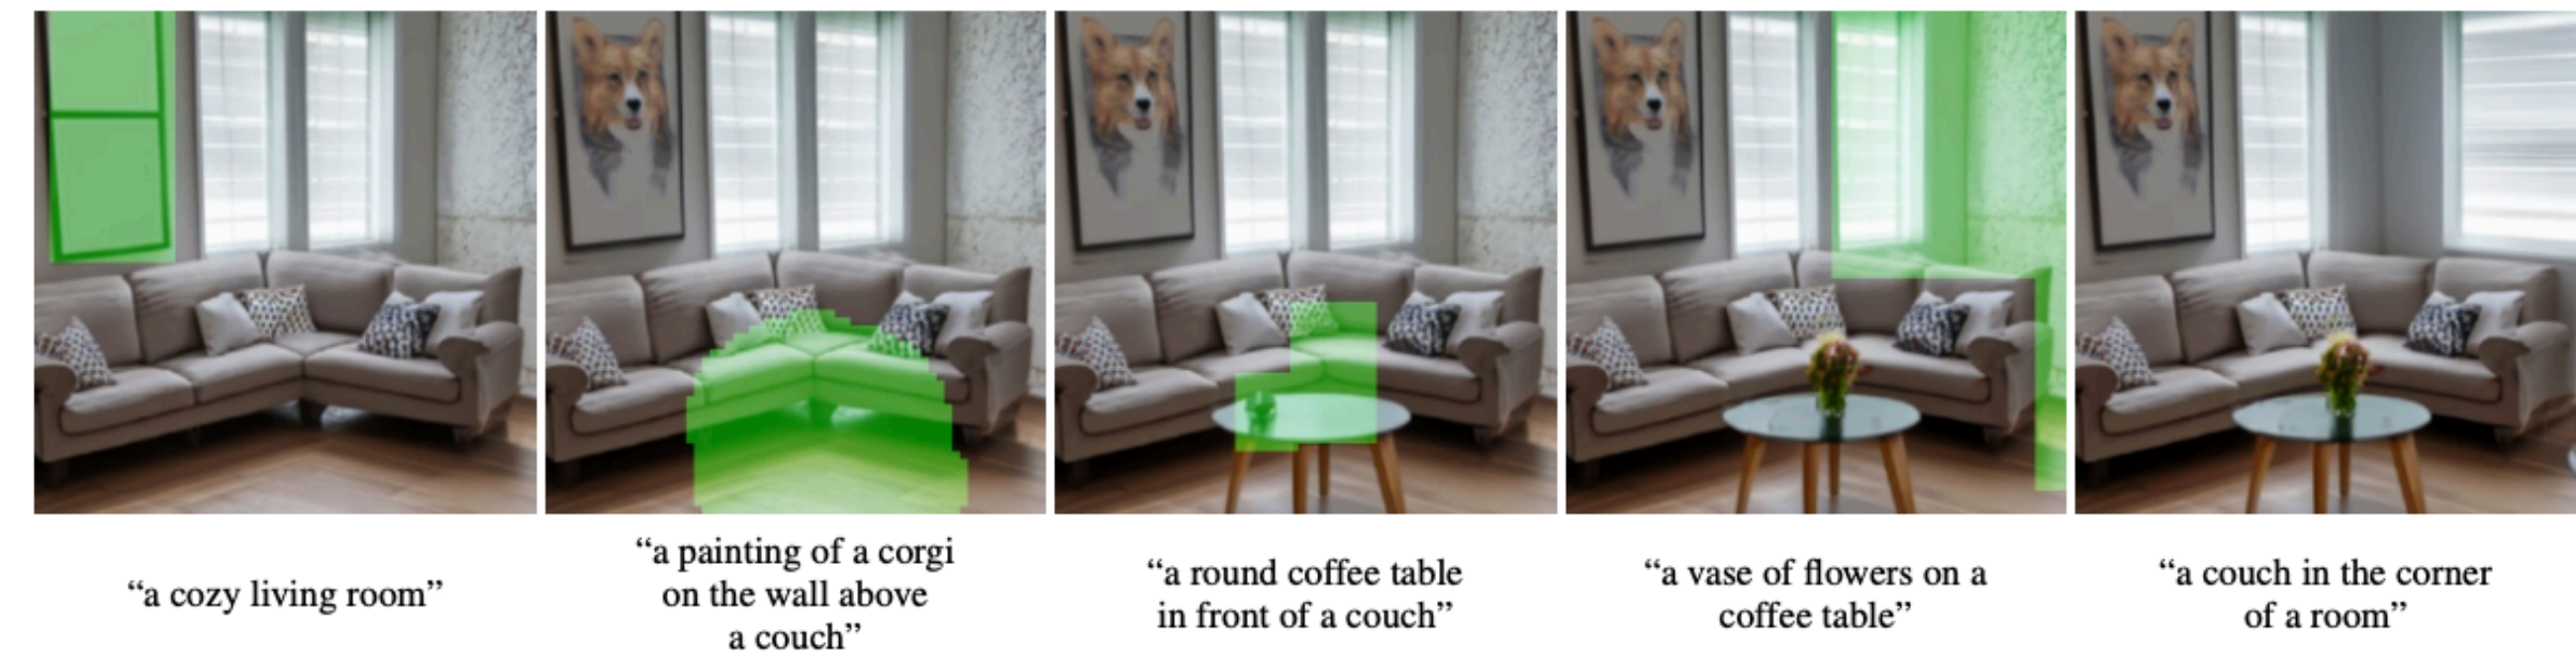 “a cozy living room”
“a painting of a corgi
on the wall above
a couch”
“a round coffee table
in front of a couch”
“a vase of flowers on a
coffee table”
“a couch in the corner
of a room”